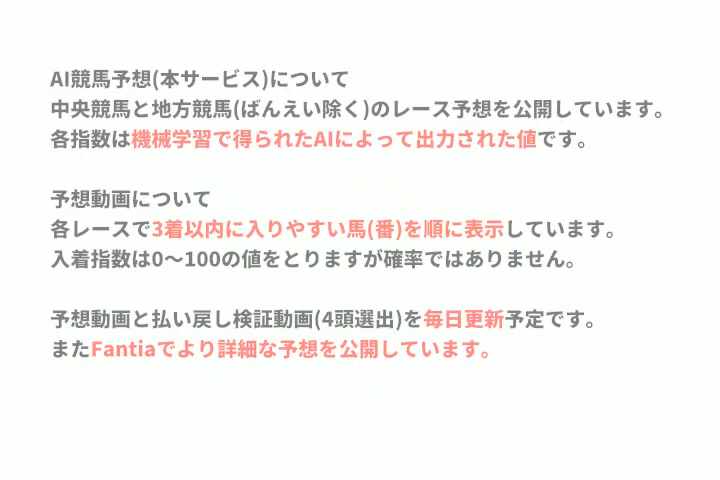 AI競馬予想(本サービス)について
中央競馬と地方競馬(ばんえい除く)のレース予想を公開しています。
各指数は機械学習で得られたAIによって出力された値です。
予想動画について
各レースで3着以内に入りやすい馬(番)を順に表示しています。
入着指数は0〜100の値をとりますが確率ではありません。
予想動画と払い戻し検証動画(4頭選出)を毎日更新予定です。
またFantiaでより詳細な予想を公開しています。